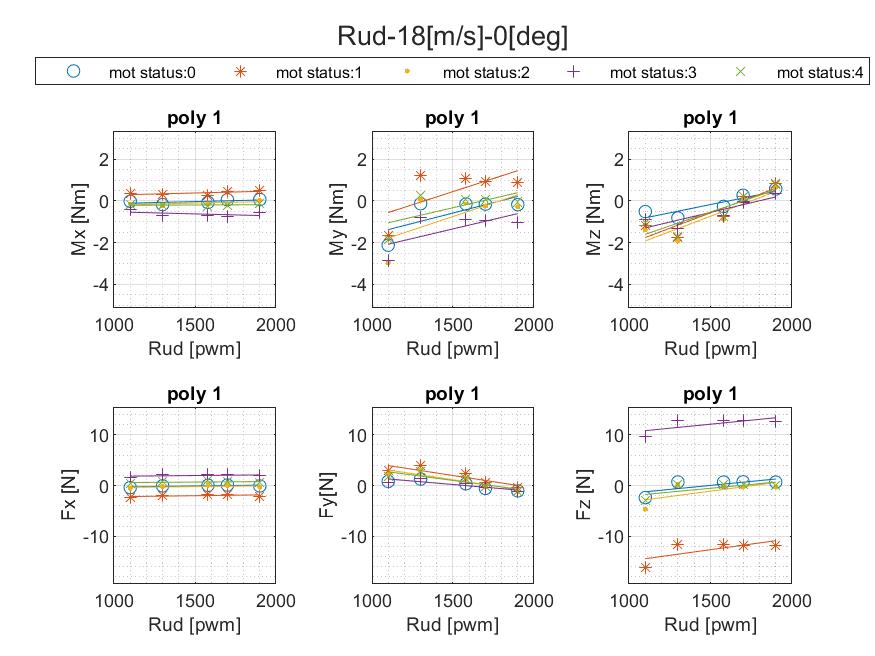 Rud-18[m/s]-0[deg]
mot status:0 mot status:1 mot status:2 mot status:3 mot status:4
poly 1 poly 1 poly 1
2 2 2
0 0 0
-2 -2 -2
-4 -4 -4
Mx [Nm] My [Nm] Mz [Nm]
1000 1500 2000 1000 1500 2000 1000 1500 2000
Rud [pwm] Rud [pwm] Rud [pwm]
poly 1 poly 1 poly 1
10 10 10
0 0 0
-10 -10 -10
Fx [N] Fy[N] Fz [N]
1000 1500 2000 1000 1500 2000 1000 1500 2000
Rud [pwm] Rud [pwm] Rud [pwm]